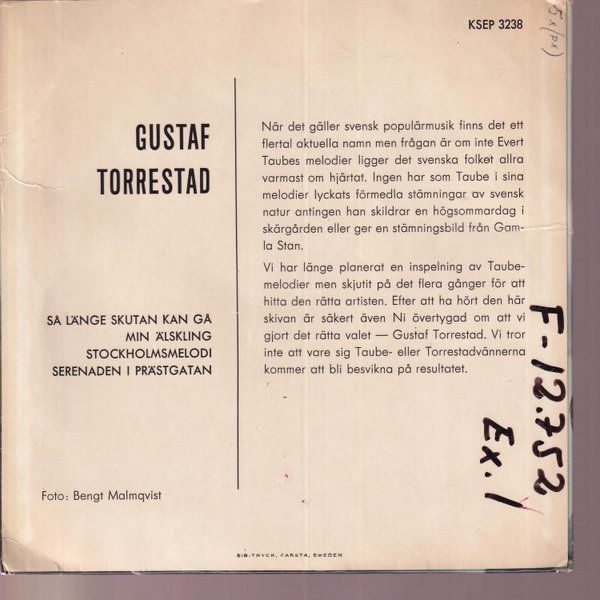 KSEP 3238
5x(px)
GUSTAF
TORRESTAD
När det gäller svensk populärmusik finns det ett
flertal aktuella namn men frågan är om inte Evert
Taubes melodier ligger det svenska folket allra
varmast om hjärtat. Ingen har som Taube i sina
melodier lyckats förmedla stämningar av svensk
natur antingen han skildrar en högsommardag i
skärgården eller ger en stämningsbild från Gam-
la Stan.
Vi har länge planerat en inspelning av Taube-
melodier men skjutit på det flera gånger för att
hitta den rätta artisten. Efter att ha hört den här
skivan är säkert även Ni övertygad om att vi
gjort det rätta valet — Gustaf Torrestad. Vi tror
inte att vare sig Taube- eller Torrestadvännerna
kommer att bli besvikna på resultatet.
SÅ LÄNGE SKUTAN KAN GÅ
MIN ÄLSKLING
STOCKHOLMSMELODI
SERENADEN I PRÄSTGATAN
F-12.752
Ex. 1
Foto: Bengt Malmqvist
SIB-TRYCK, FARSTA, SWEDEN